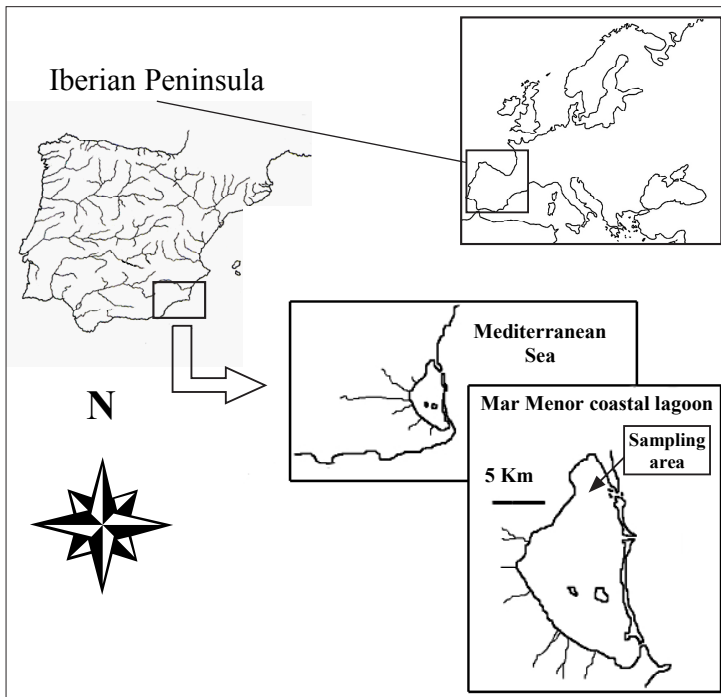 Iberian Peninsula
Mediterranean
Sea
N
Mar Menor coastal lagoon
Sampling
area
5 Km